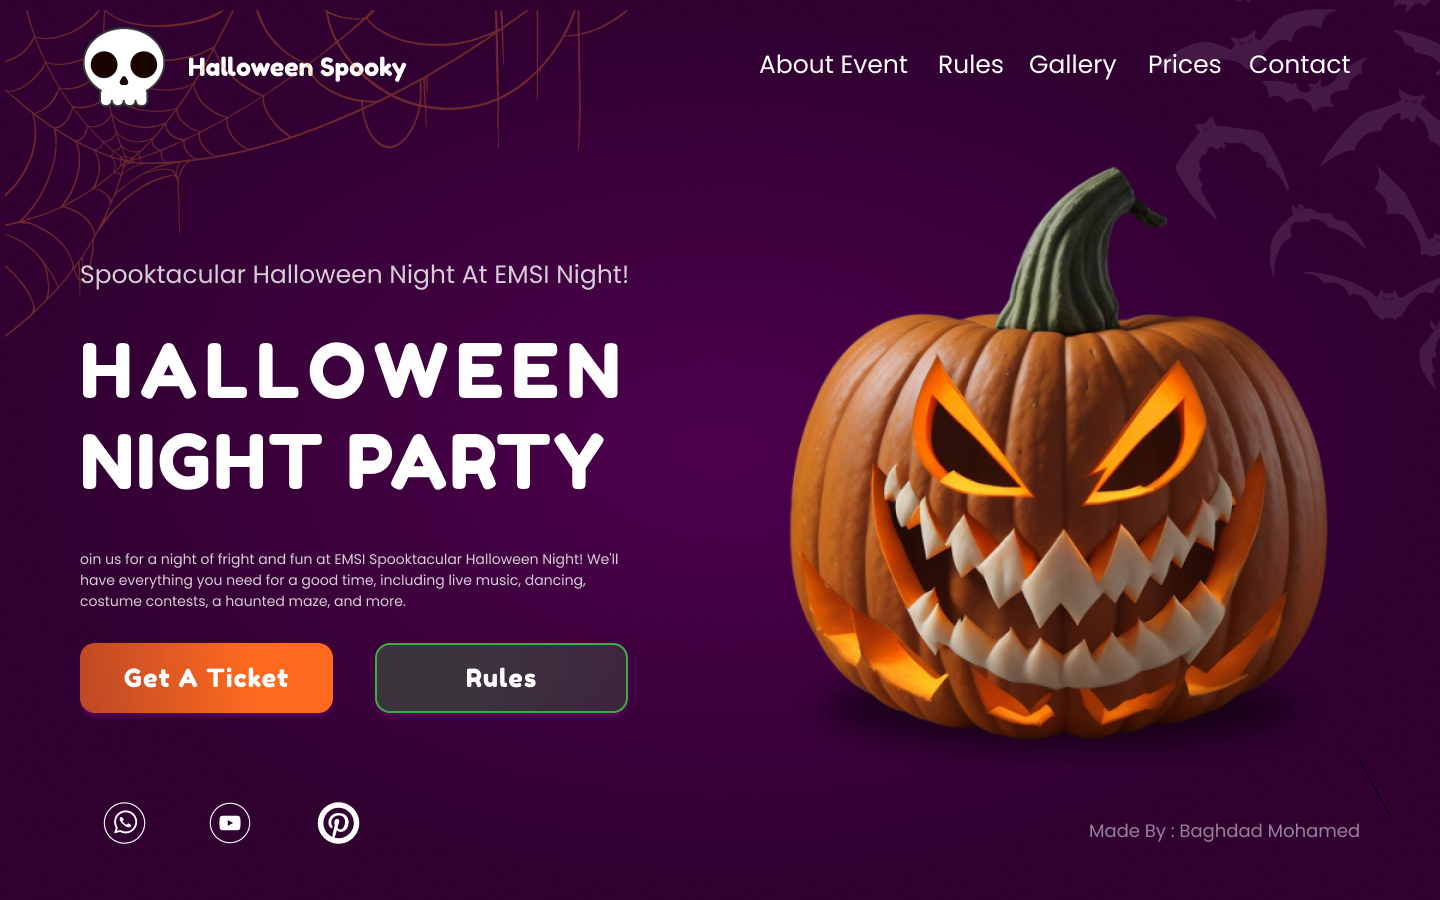 Halloween Spooky
About Event Rules Gallery Prices Contact
Spooktacular Halloween Night At EMSI Night!
HALLOWEEN
NIGHT PARTY
oin us for a night of fright and fun at EMSI Spooktacular Halloween Night! We'll
have everything you need for a good time, including live music, dancing,
costume contests, a haunted maze, and more.
Get A Ticket
Rules
Made By : Baghdad Mohamed